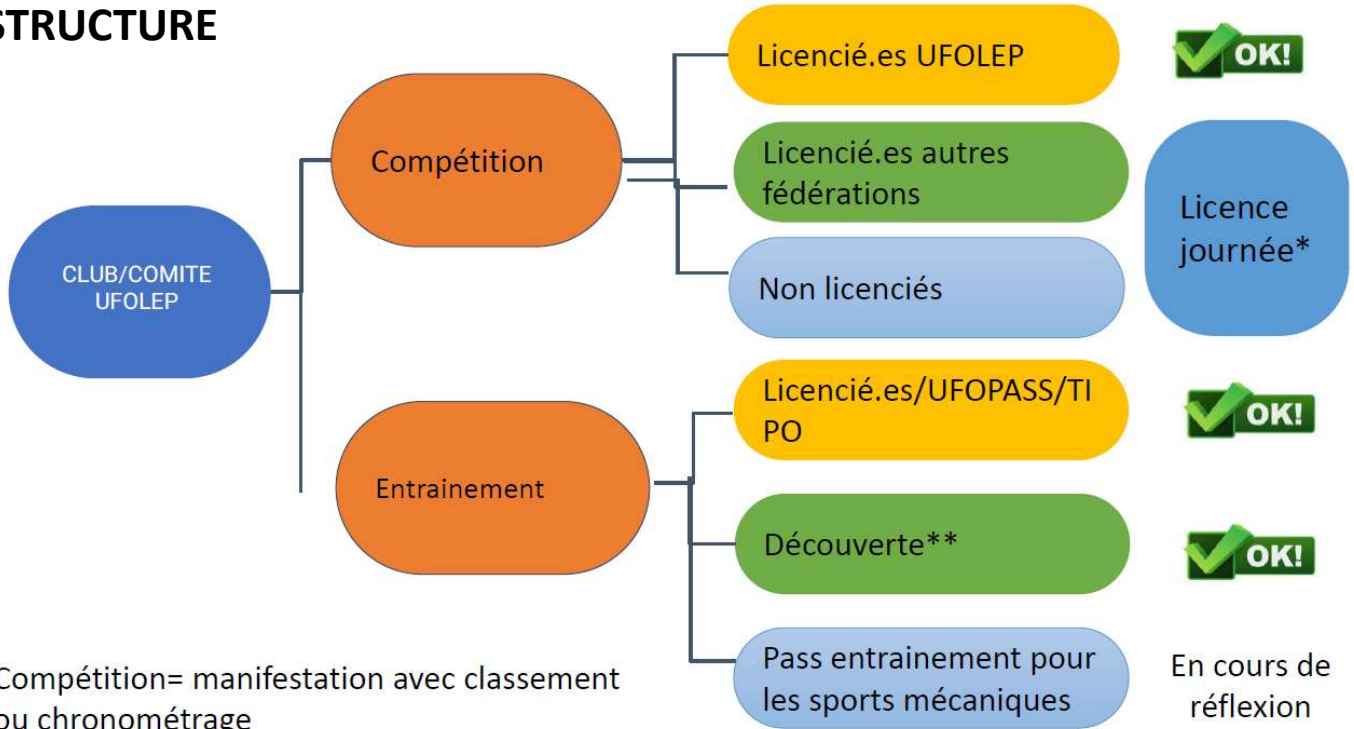 STRUCTURE
CLUB/COMITE
UFOLEP
Compétition
Licencié.es UFOLEP
OK!
Licencié.es autres
fédérations
Non licenciés
Licence
journée*
Entrainement
Licencié.es/UFOPASS/TI
PO
OK!
Découverte**
OK!
Pass entrainement pour
les sports mécaniques
En cours de
réflexion
Compétition= manifestation avec classement
ou chronométrage